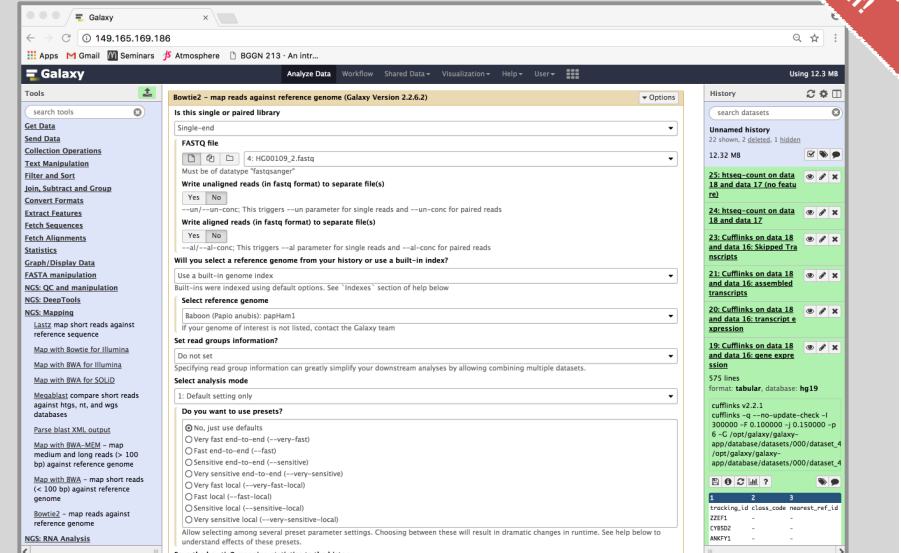 Galaxy
149.165.169.186
Apps
Gmail
Seminars
Atmosphere
BGGN 213 - An intr...
Galaxy
Analyze Data
Workflow
Shared Data
Visualization
Help
User
Using 12.3 MB
Tools
search tools
Get Data
Send Data
Collection Operations
Text Manipulation
Filter and Sort
Join, Subtract and Group
Convert Formats
Extract Features
Fetch Sequences
Fetch Alignments
Statistics
Graph/Display Data
FASTA manipulation
NGS: QC and manipulation
NGS: DeepTools
NGS: Mapping
Lastz map short reads against
reference sequence
Map with Bowtie for Illumina
Map with BWA for Illumina
Map with BWA for SOLiD
Megablast compare short reads
against htgs, nt, and wgs
databases
Parse blast XML output
Map with BWA-MEM - map
medium and long reads (> 100
bp) against reference genome
Map with BWA - map short reads
(< 100 bp) against reference
genome
Bowtie2 - map reads against
reference genome
NGS: RNA Analysis
Bowtie2 - map reads against reference genome (Galaxy Version 2.2.6.2)
Options
Is this single or paired library
Single-end
FASTQ file
4: HG00109_2.fastq
Must be of datatype "fastqsanger"
Write unaligned reads (in fastq format) to separate file(s)
Yes No
--un/--un-conc; This triggers --un parameter for single reads and --un-conc for paired reads
Write aligned reads (in fastq format) to separate file(s)
Yes No
--al/--al-conc; This triggers --al parameter for single reads and --al-conc for paired reads
Will you select a reference genome from your history or use a built-in index?
Use a built-in genome index
Built-ins were indexed using default options. See `Indexes` section of help below
Select reference genome
Baboon (Papio anubis): papHam1
If your genome of interest is not listed, contact the Galaxy team
Set read groups information?
Do not set
Specifying read group information can greatly simplify your downstream analyses by allowing combining multiple datasets.
Select analysis mode
1: Default setting only
Do you want to use presets?
No, just use defaults
Very fast end-to-end (--very-fast)
Fast end-to-end (--fast)
Sensitive end-to-end (--sensitive)
Very sensitive end-to-end (--very-sensitive)
Very fast local (--very-fast-local)
Fast local (--fast-local)
Sensitive local (--sensitive-local)
Very sensitive local (--very-sensitive-local)
Allow selecting among several preset parameter settings. Choosing between these will result in dramatic changes in runtime. See help below to
understand effects of these presets.
History
search datasets
Unnamed history
22 shown, 2 deleted, 1 hidden
12.32 MB
25: htseq-count on data
18 and data 17 (no featu
re)
24: htseq-count on data
18 and data 17
23: Cufflinks on data 18
and data 16: Skipped Tra
nscripts
21: Cufflinks on data 18
and data 16: assembled
transcripts
20: Cufflinks on data 18
and data 16: transcript e
xpression
19: Cufflinks on data 18
and data 16: gene expre
ssion
575 lines
format: tabular, database: hg19
cufflinks v2.2.1
cufflinks -q --no-update-
check -I
300000 -F 0.100000 -j 0.150000 -p
6 -G /opt/galaxy/galaxy-
app/database/datasets/000/dataset_4
/opt/galaxy/galaxy-
app/database/datasets/000/dataset_4
1 2 3
tracking_id class_code nearest_ref_id
ZZEF1 - -
CYB5D2 - -
ANKFY1 - -